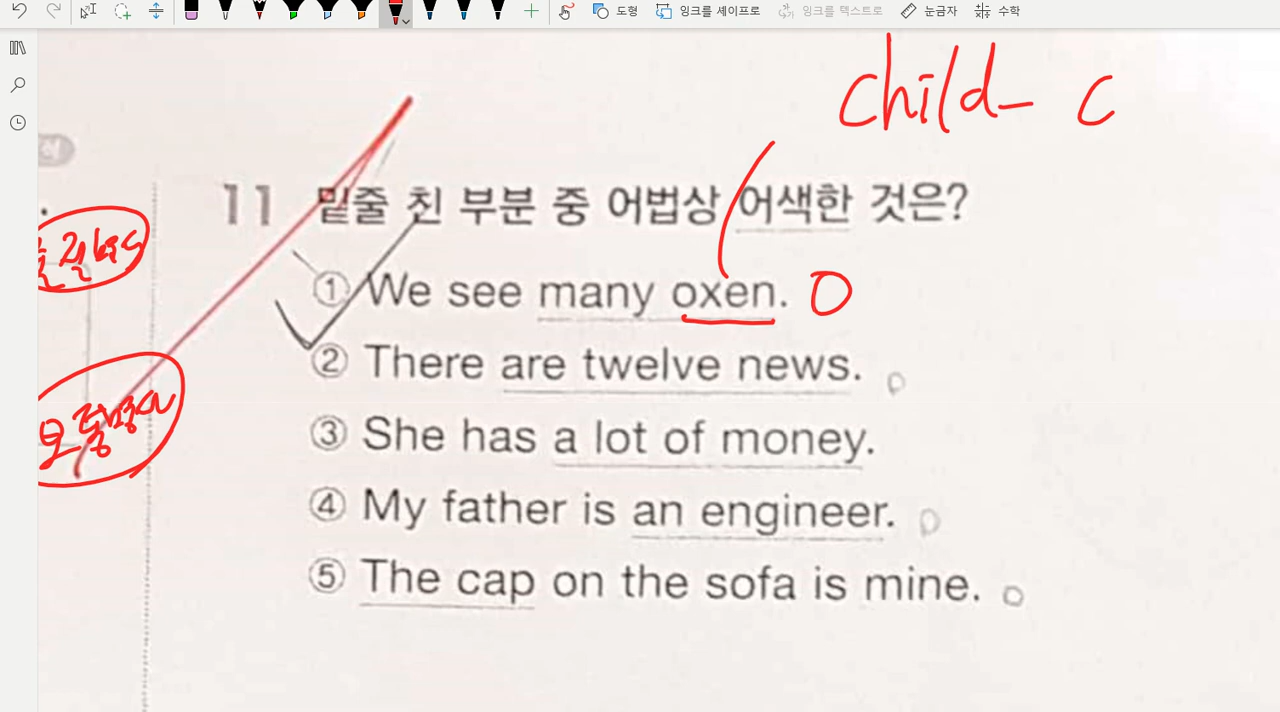 도형 잉크를 셰이프로 잉크를 텍스트로 눈금자 수학
child- c
11 밑줄 친 부분 중 어법상 어색한 것은?
① We see many oxen. O
② There are twelve news.
③ She has a lot of money.
④ My father is an engineer.
⑤ The cap on the sofa is mine.